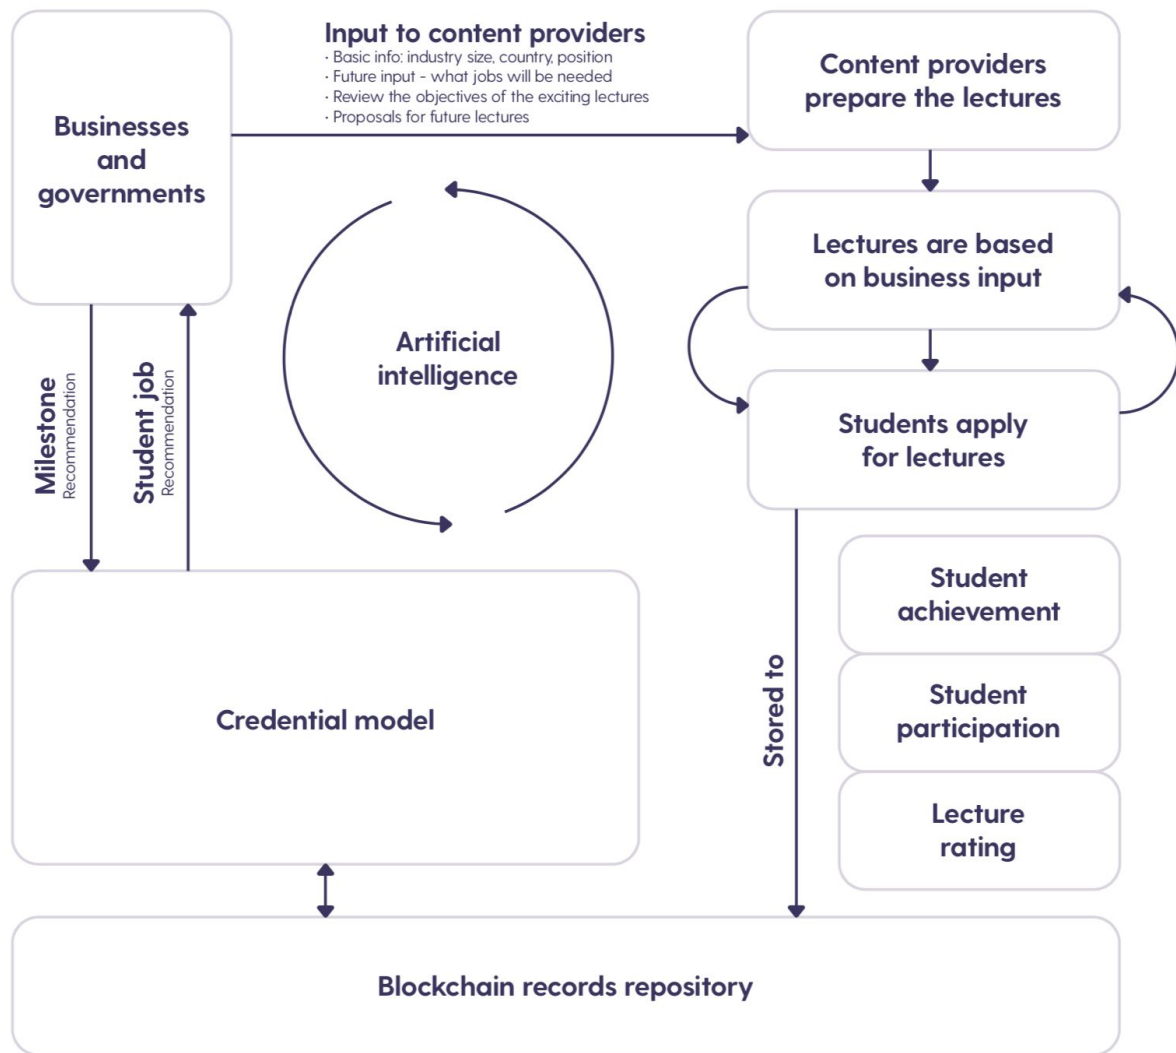 Input to content providers
· Basic info: industry size, country, position
· Future input - what jobs will be needed
· Review the objectives of the exciting lectures
· Proposals for future lectures
Businesses
and
governments
Content providers
prepare the lectures
Lectures are based
on business input
Artificial
intelligence
Milestone
Recommendation
Student job
Recommendation
Students apply
for lectures
Student
achievement
Student
participation
Lecture
rating
Stored to
Credential model
Blockchain records repository